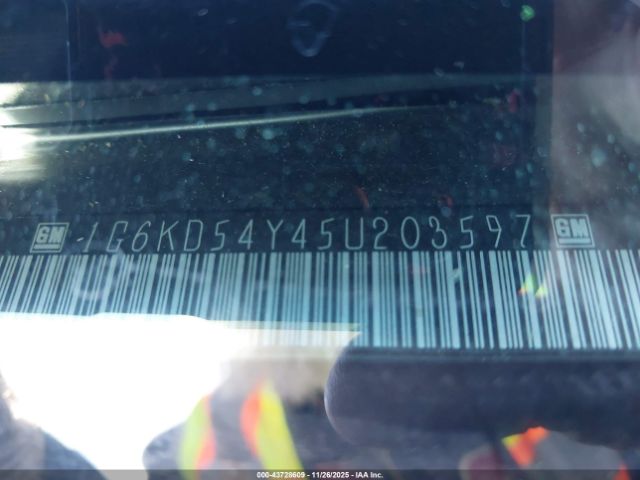 GM 1G6KD54Y45U203597 GM
000-43728609 - 11/26/2025 - IAA Inc.